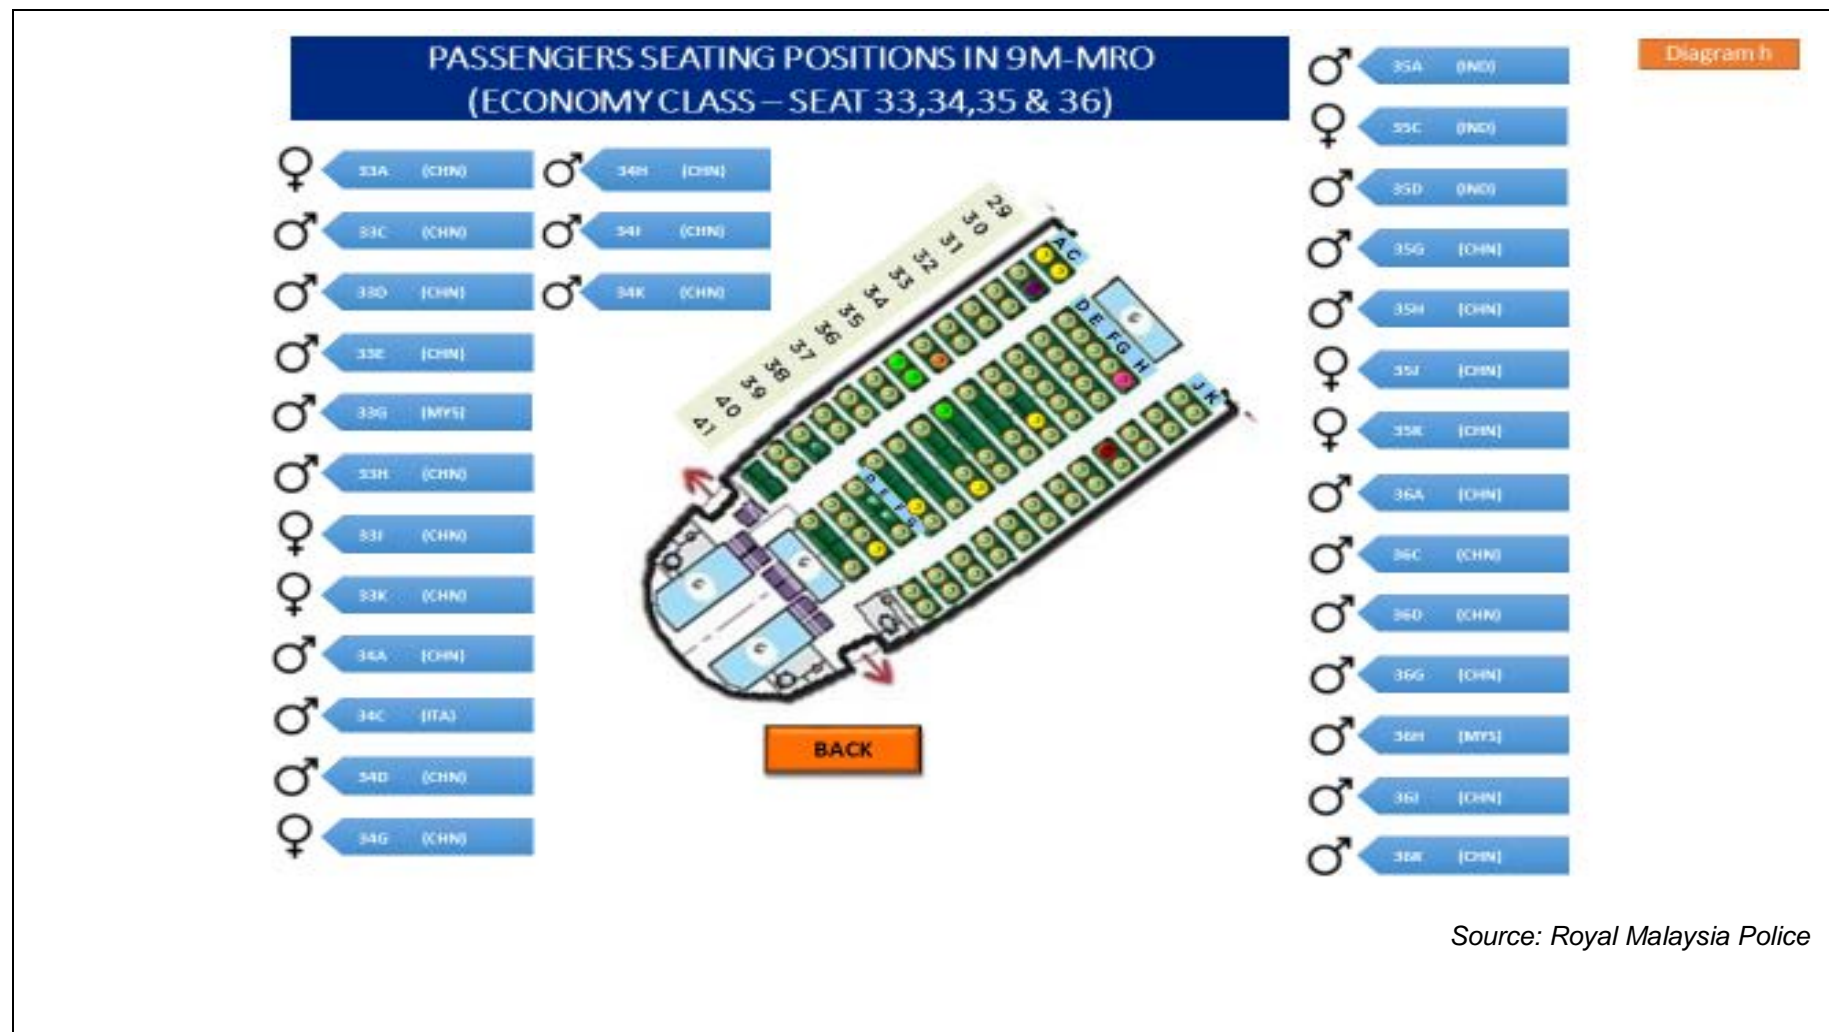 PASSENGERS SEATING POSITIONS IN 9M-MRO
(ECONOMY CLASS – SEAT 33,34,35 & 36)
Diagram h
33A (CHN)
33C (CHN)
33D (CHN)
33E (CHN)
33G (MYS)
33H (CHN)
33J (CHN)
33K (CHN)
34A (CHN)
34C (ITA)
34D (CHN)
34G (CHN)
34H (CHN)
34J (CHN)
34K (CHN)
29
30
31
32
33
34
35
36
37
38
39
40
41
A C
D E F G H
J K
D E F G
BACK
35A (IND)
35C (IND)
35D (IND)
35G (CHN)
35H (CHN)
35J (CHN)
35K (CHN)
36A (CHN)
36C (CHN)
36D (CHN)
36G (CHN)
36H (MYS)
36J (CHN)
36K (CHN)
Source: Royal Malaysia Police